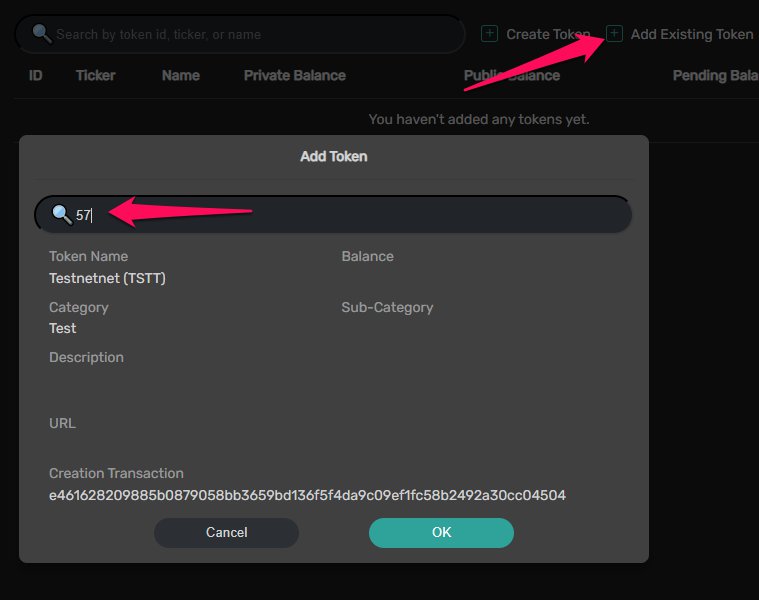 Search by token id, ticker, or name
Create Token
Add Existing Token
ID Ticker Name Private Balance Public Balance Pending Bala
You haven't added any tokens yet.
Add Token
57
Token Name Balance
Testnetnet (TSTT)
Category Sub-Category
Test
Description
URL
Creation Transaction
e461628209885b0879058bb3659bd136f5f4da9c09ef1fc58b2492a30cc04504
Cancel OK